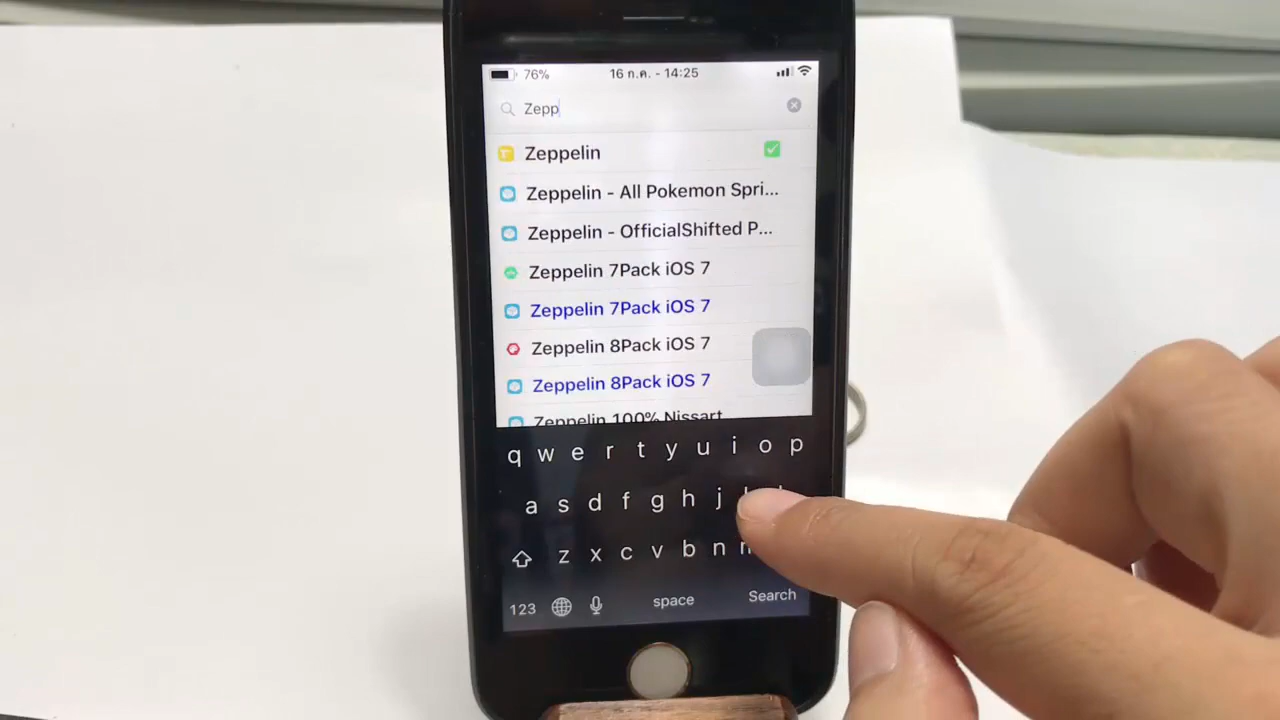 76% 16 ก.ค. - 14:25
Zepp
Zeppelin
Zeppelin - All Pokemon Spri...
Zeppelin - OfficialShifted P...
Zeppelin 7Pack iOS 7
Zeppelin 7Pack iOS 7
Zeppelin 8Pack iOS 7
Zeppelin 8Pack iOS 7
Zeppelin 100% Nissart
q w e r t y u i o p
a s d f g h j
z x c v b n
123 space Search